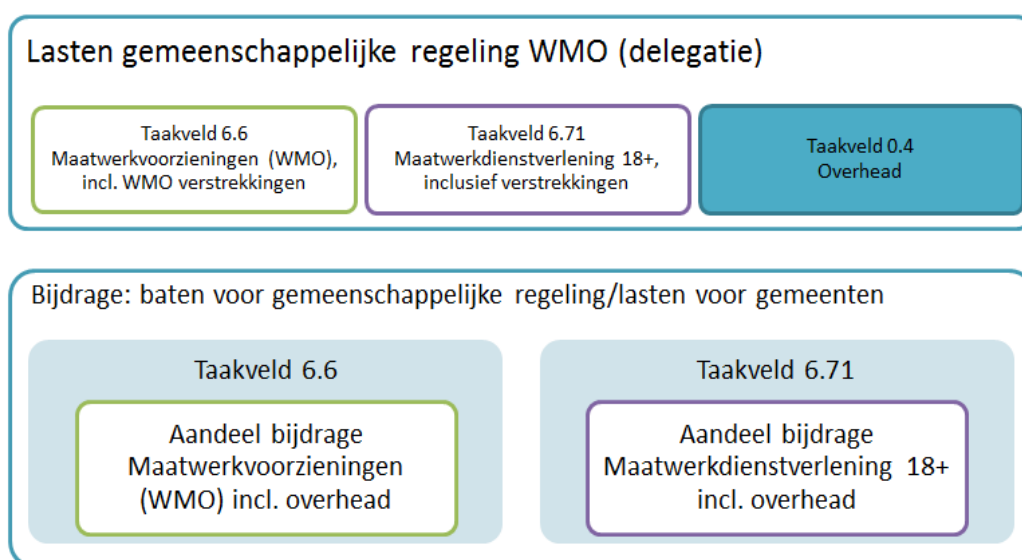 Lasten gemeenschappelijke regeling WMO (delegatie)
Taakveld 6.6
Maatwerkvoorzieningen (WMO),
incl. WMO verstrekkingen
Taakveld 6.71
Maatwerkdienstverlening 18+,
inclusief verstrekkingen
Taakveld 0.4
Overhead
Bijdrage: baten voor gemeenschappelijke regeling/lasten voor gemeenten
Taakveld 6.6
Aandeel bijdrage
Maatwerkvoorzieningen
(WMO) incl. overhead
Taakveld 6.71
Aandeel bijdrage
Maatwerkdienstverlening 18+
incl. overhead